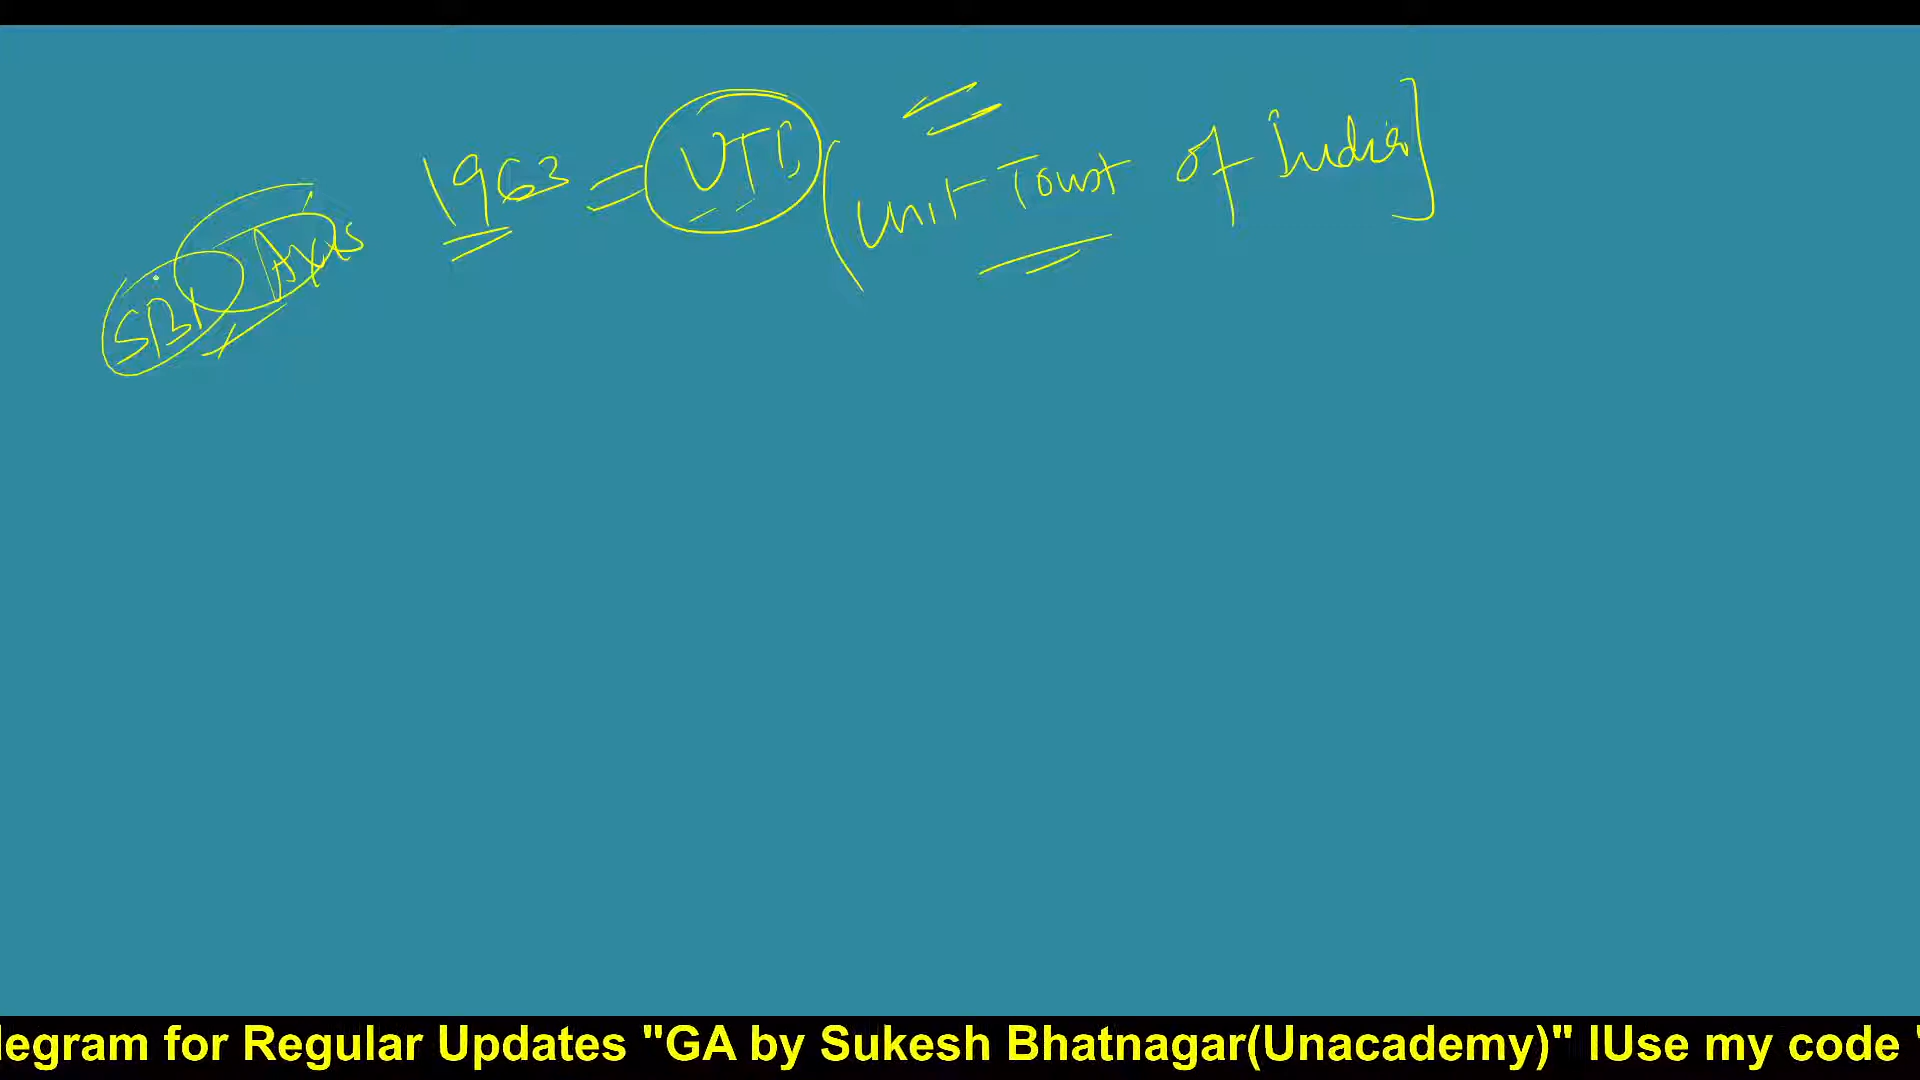 1963 = UTI (Unit Trust of India]
SBI Axis
legram for Regular Updates "GA by Sukesh Bhatnagar(Unacademy)" lUse my code "